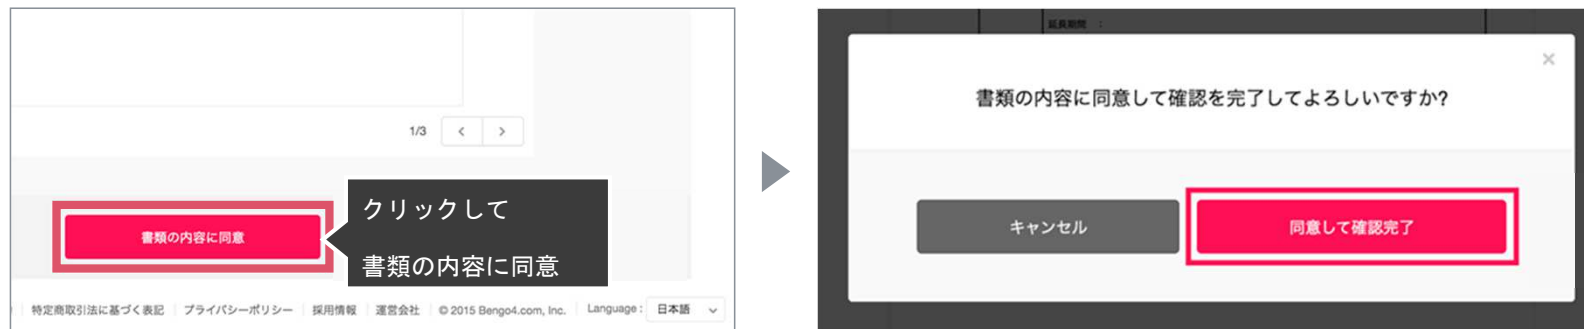 1/3
クリックして
書類の内容に同意
書類の内容に同意
特定商取引法に基づく表記 プライバシーポリシー 採用情報 運営会社 © 2015 Bengo4.com, Inc. Language : 日本語
延長期間 :
書類の内容に同意して確認を完了してよろしいですか?
キャンセル
同意して確認完了